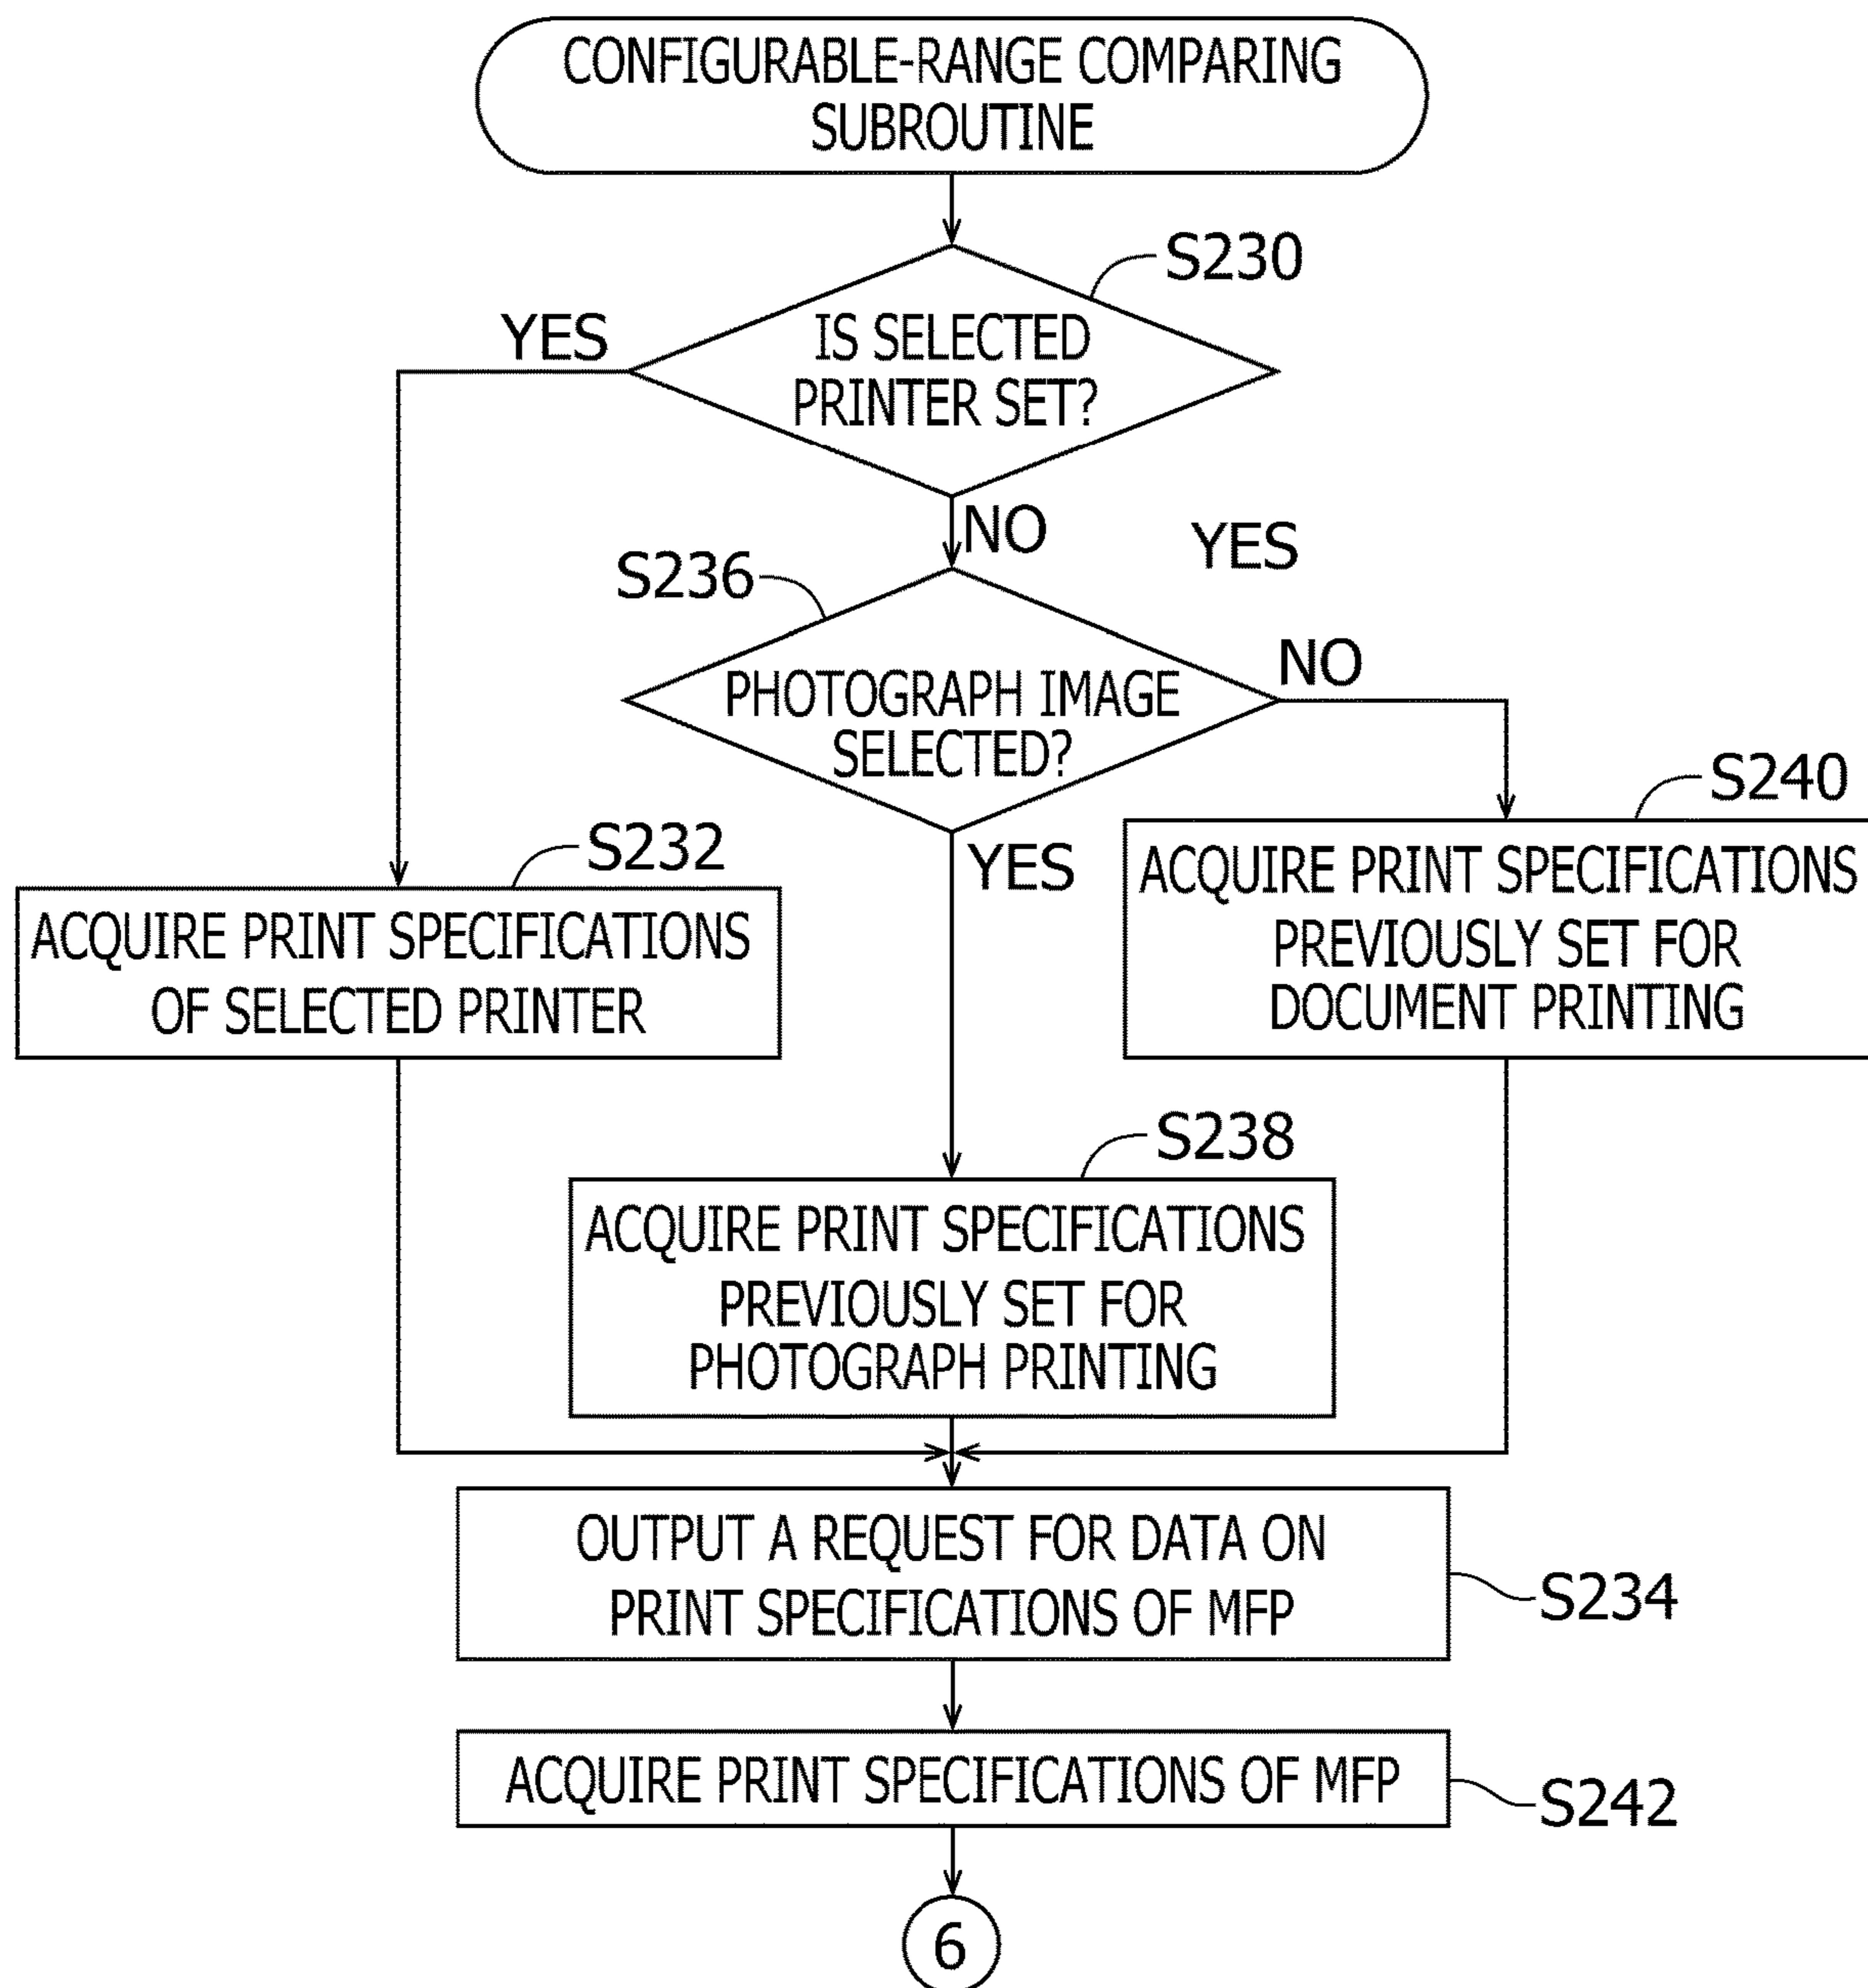 CONFIGURABLE-RANGE COMPARING
SUBROUTINE
S230
YES
IS SELECTED
PRINTER SET?
NO
YES
S236
NO
PHOTOGRAPH IMAGE
SELECTED?
S240
S232
YES
ACQUIRE PRINT SPECIFICATIONS
PREVIOUSLY SET FOR
DOCUMENT PRINTING
ACQUIRE PRINT SPECIFICATIONS
OF SELECTED PRINTER
S238
ACQUIRE PRINT SPECIFICATIONS
PREVIOUSLY SET FOR
PHOTOGRAPH PRINTING
OUTPUT A REQUEST FOR DATA ON
PRINT SPECIFICATIONS OF MFP
S234
ACQUIRE PRINT SPECIFICATIONS OF MFP
S242
6